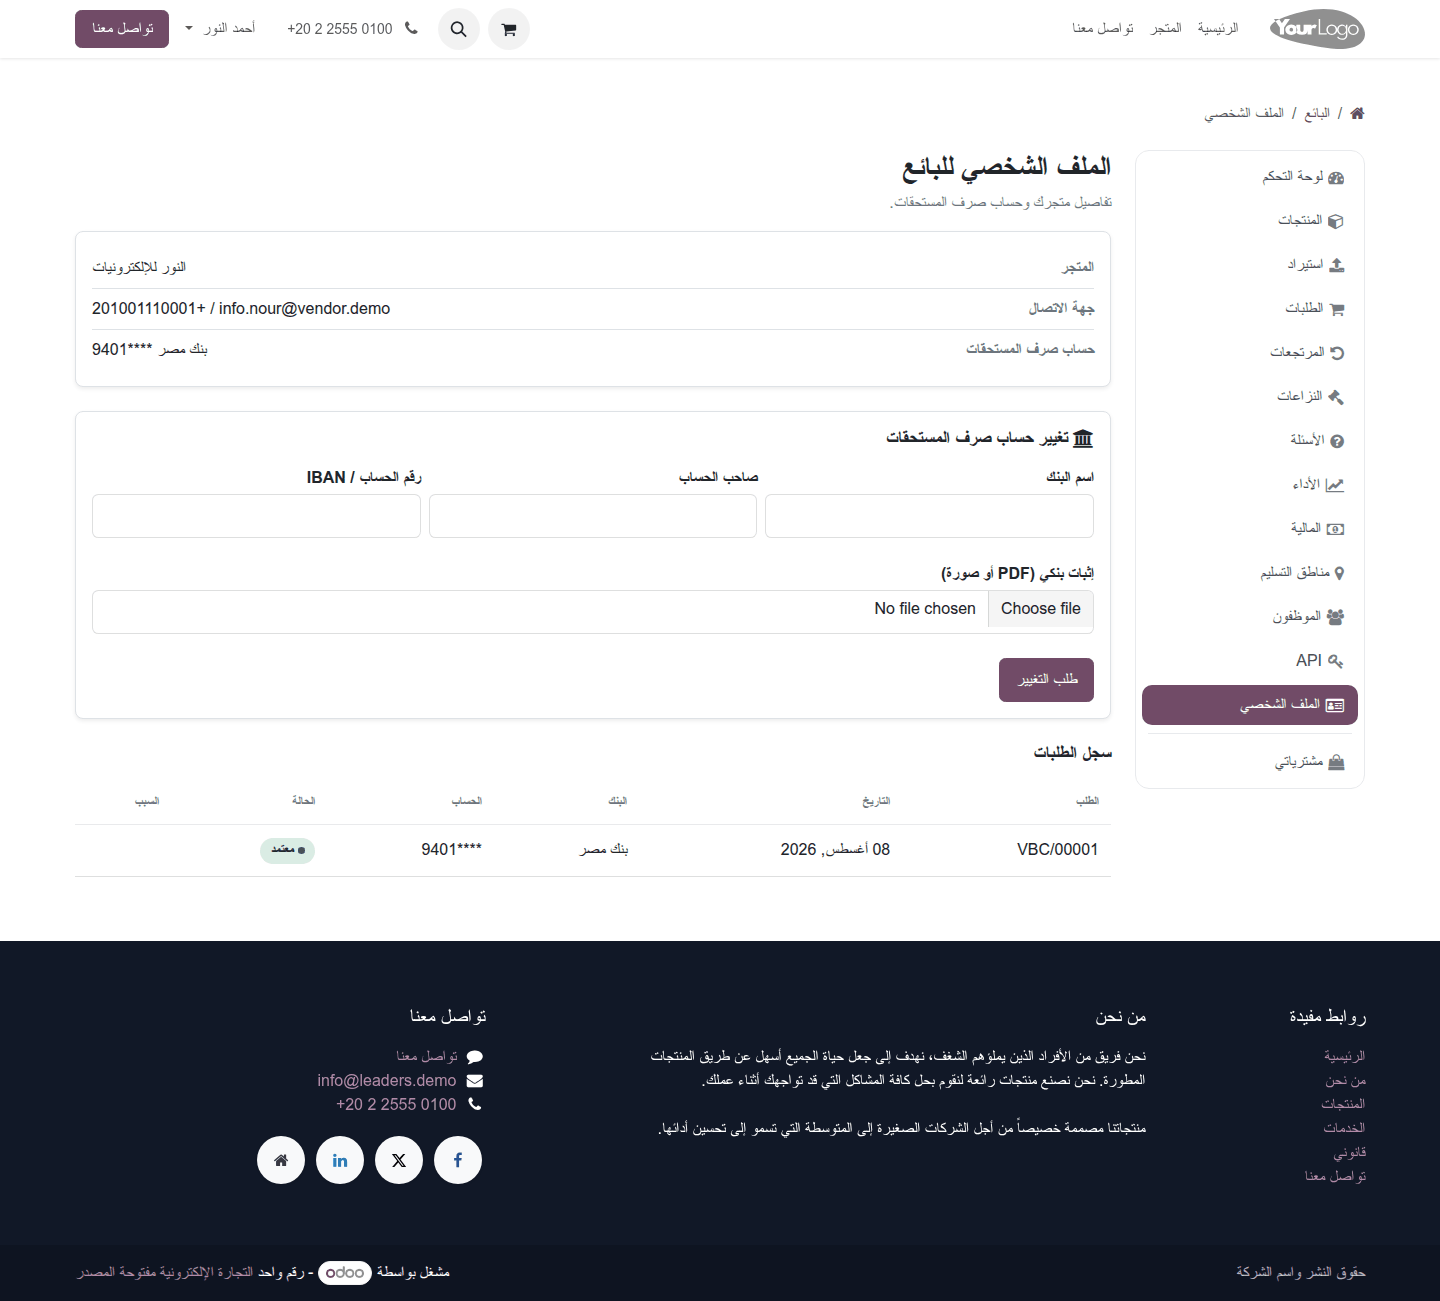 YourLogo
الرئيسية
المتجر
تواصل معنا
+20 2 2555 0100
أحمد النور
تواصل معنا
/ البائع / الملف الشخصي
لوحة التحكم
المنتجات
استيراد
الطلبات
المرتجعات
النزاعات
الأسئلة
الأداء
المالية
مناطق التسليم
الموظفون
API
الملف الشخصي
مشترياتي
الملف الشخصي للبائع
تفاصيل متجرك وحساب صرف المستحقات.
المتجر النور للإلكترونيات
جهة الاتصال info.nour@vendor.demo / +201001110001
حساب صرف المستحقات بنك مصر ****9401
تغيير حساب صرف المستحقات
اسم البنك صاحب الحساب رقم الحساب / IBAN
إثبات بنكي (PDF أو صورة)
Choose file No file chosen
طلب التغيير
سجل الطلبات
الطلب التاريخ البنك الحساب الحالة السبب
VBC/00001 08 أغسطس, 2026 بنك مصر ****9401 معتمد
روابط مفيدة
الرئيسية
من نحن
المنتجات
الخدمات
قانوني
تواصل معنا
من نحن
نحن فريق من الأفراد الذين يملؤهم الشغف، نهدف إلى جعل حياة الجميع أسهل عن طريق المنتجات
المطورة. نحن نصنع منتجات رائعة لنقوم بحل كافة المشاكل التي قد تواجهك أثناء عملك.
منتجاتنا مصممة خصيصاً من أجل الشركات الصغيرة إلى المتوسطة التي تسمو إلى تحسين أدائها.
تواصل معنا
تواصل معنا
info@leaders.demo
+20 2 2555 0100
حقوق النشر واسم الشركة
مشغل بواسطة odoo - رقم واحد التجارة الإلكترونية مفتوحة المصدر